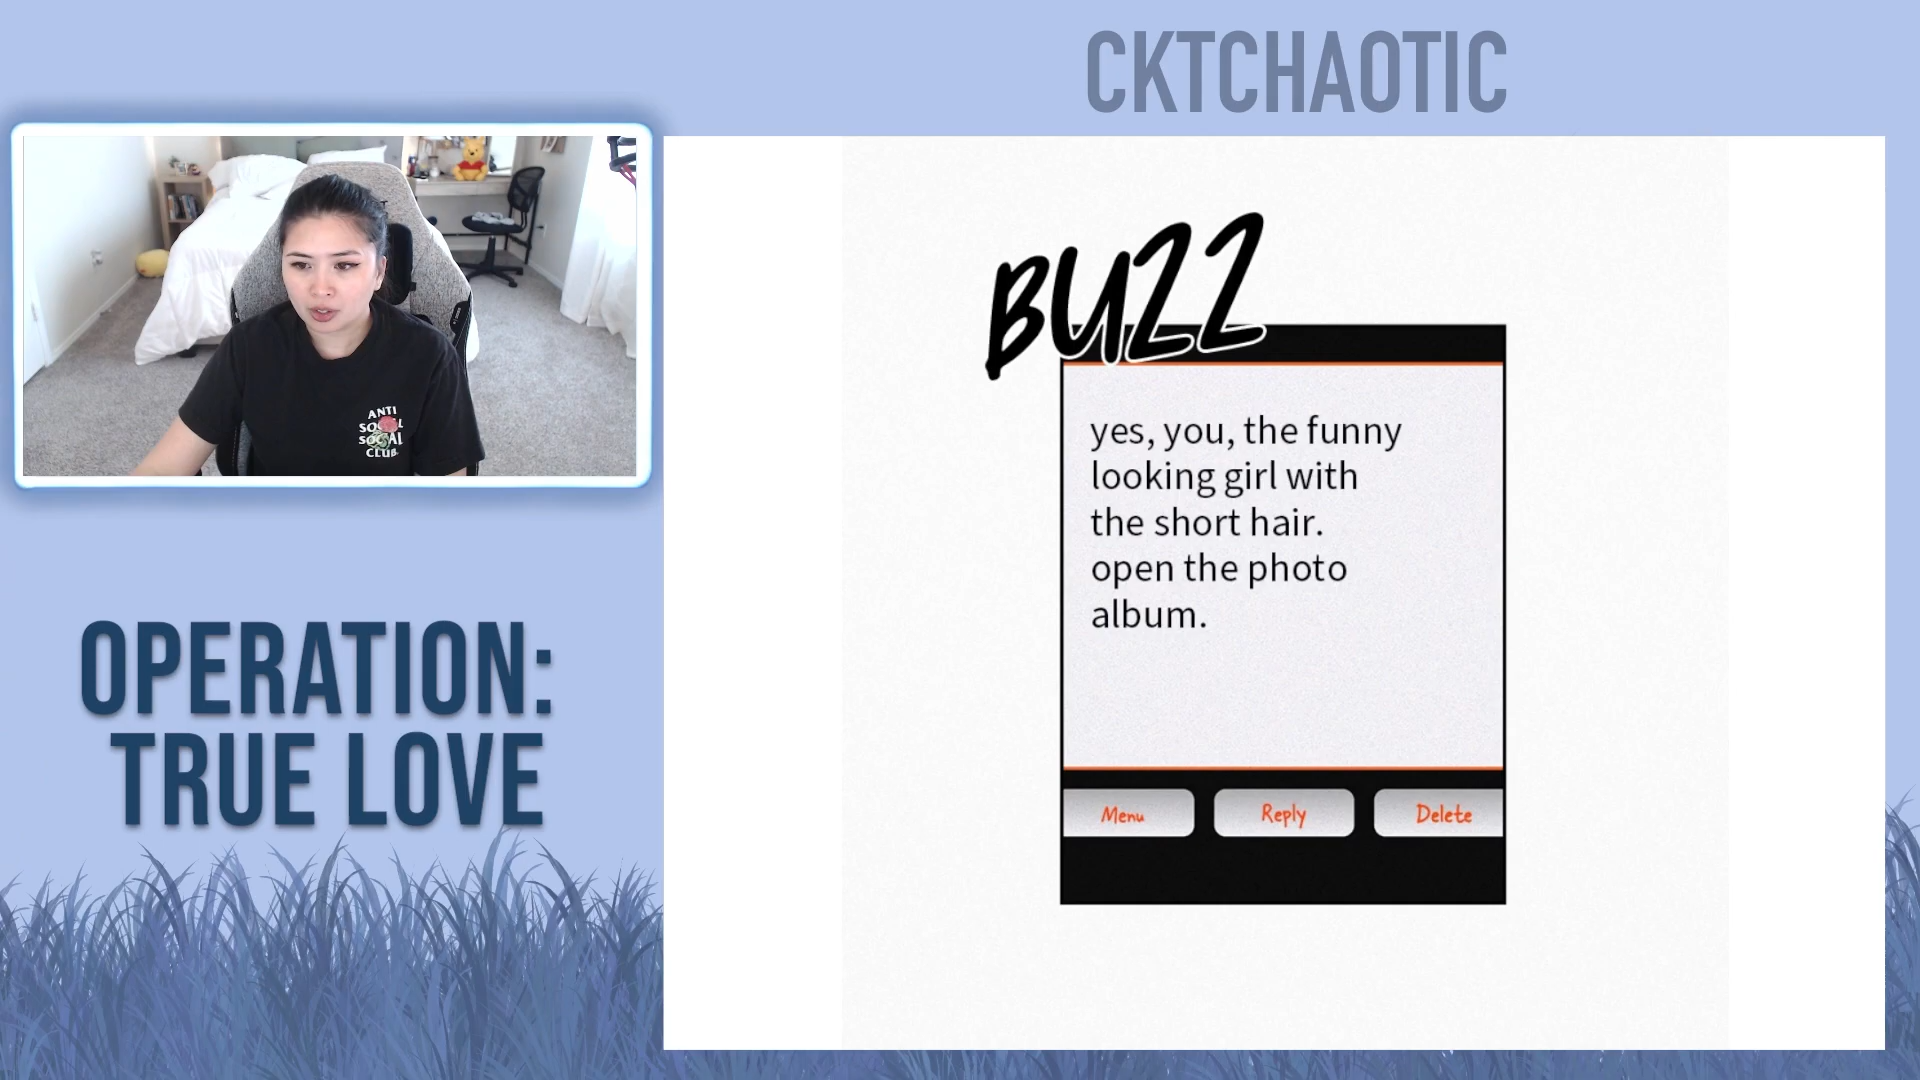 CKTCHAOTIC
ANTI
SOCIAL
SOCIAL
CLUB
OPERATION:
TRUE LOVE
BUZZ
yes, you, the funny
looking girl with
the short hair.
open the photo
album.
Menu
Reply
Delete